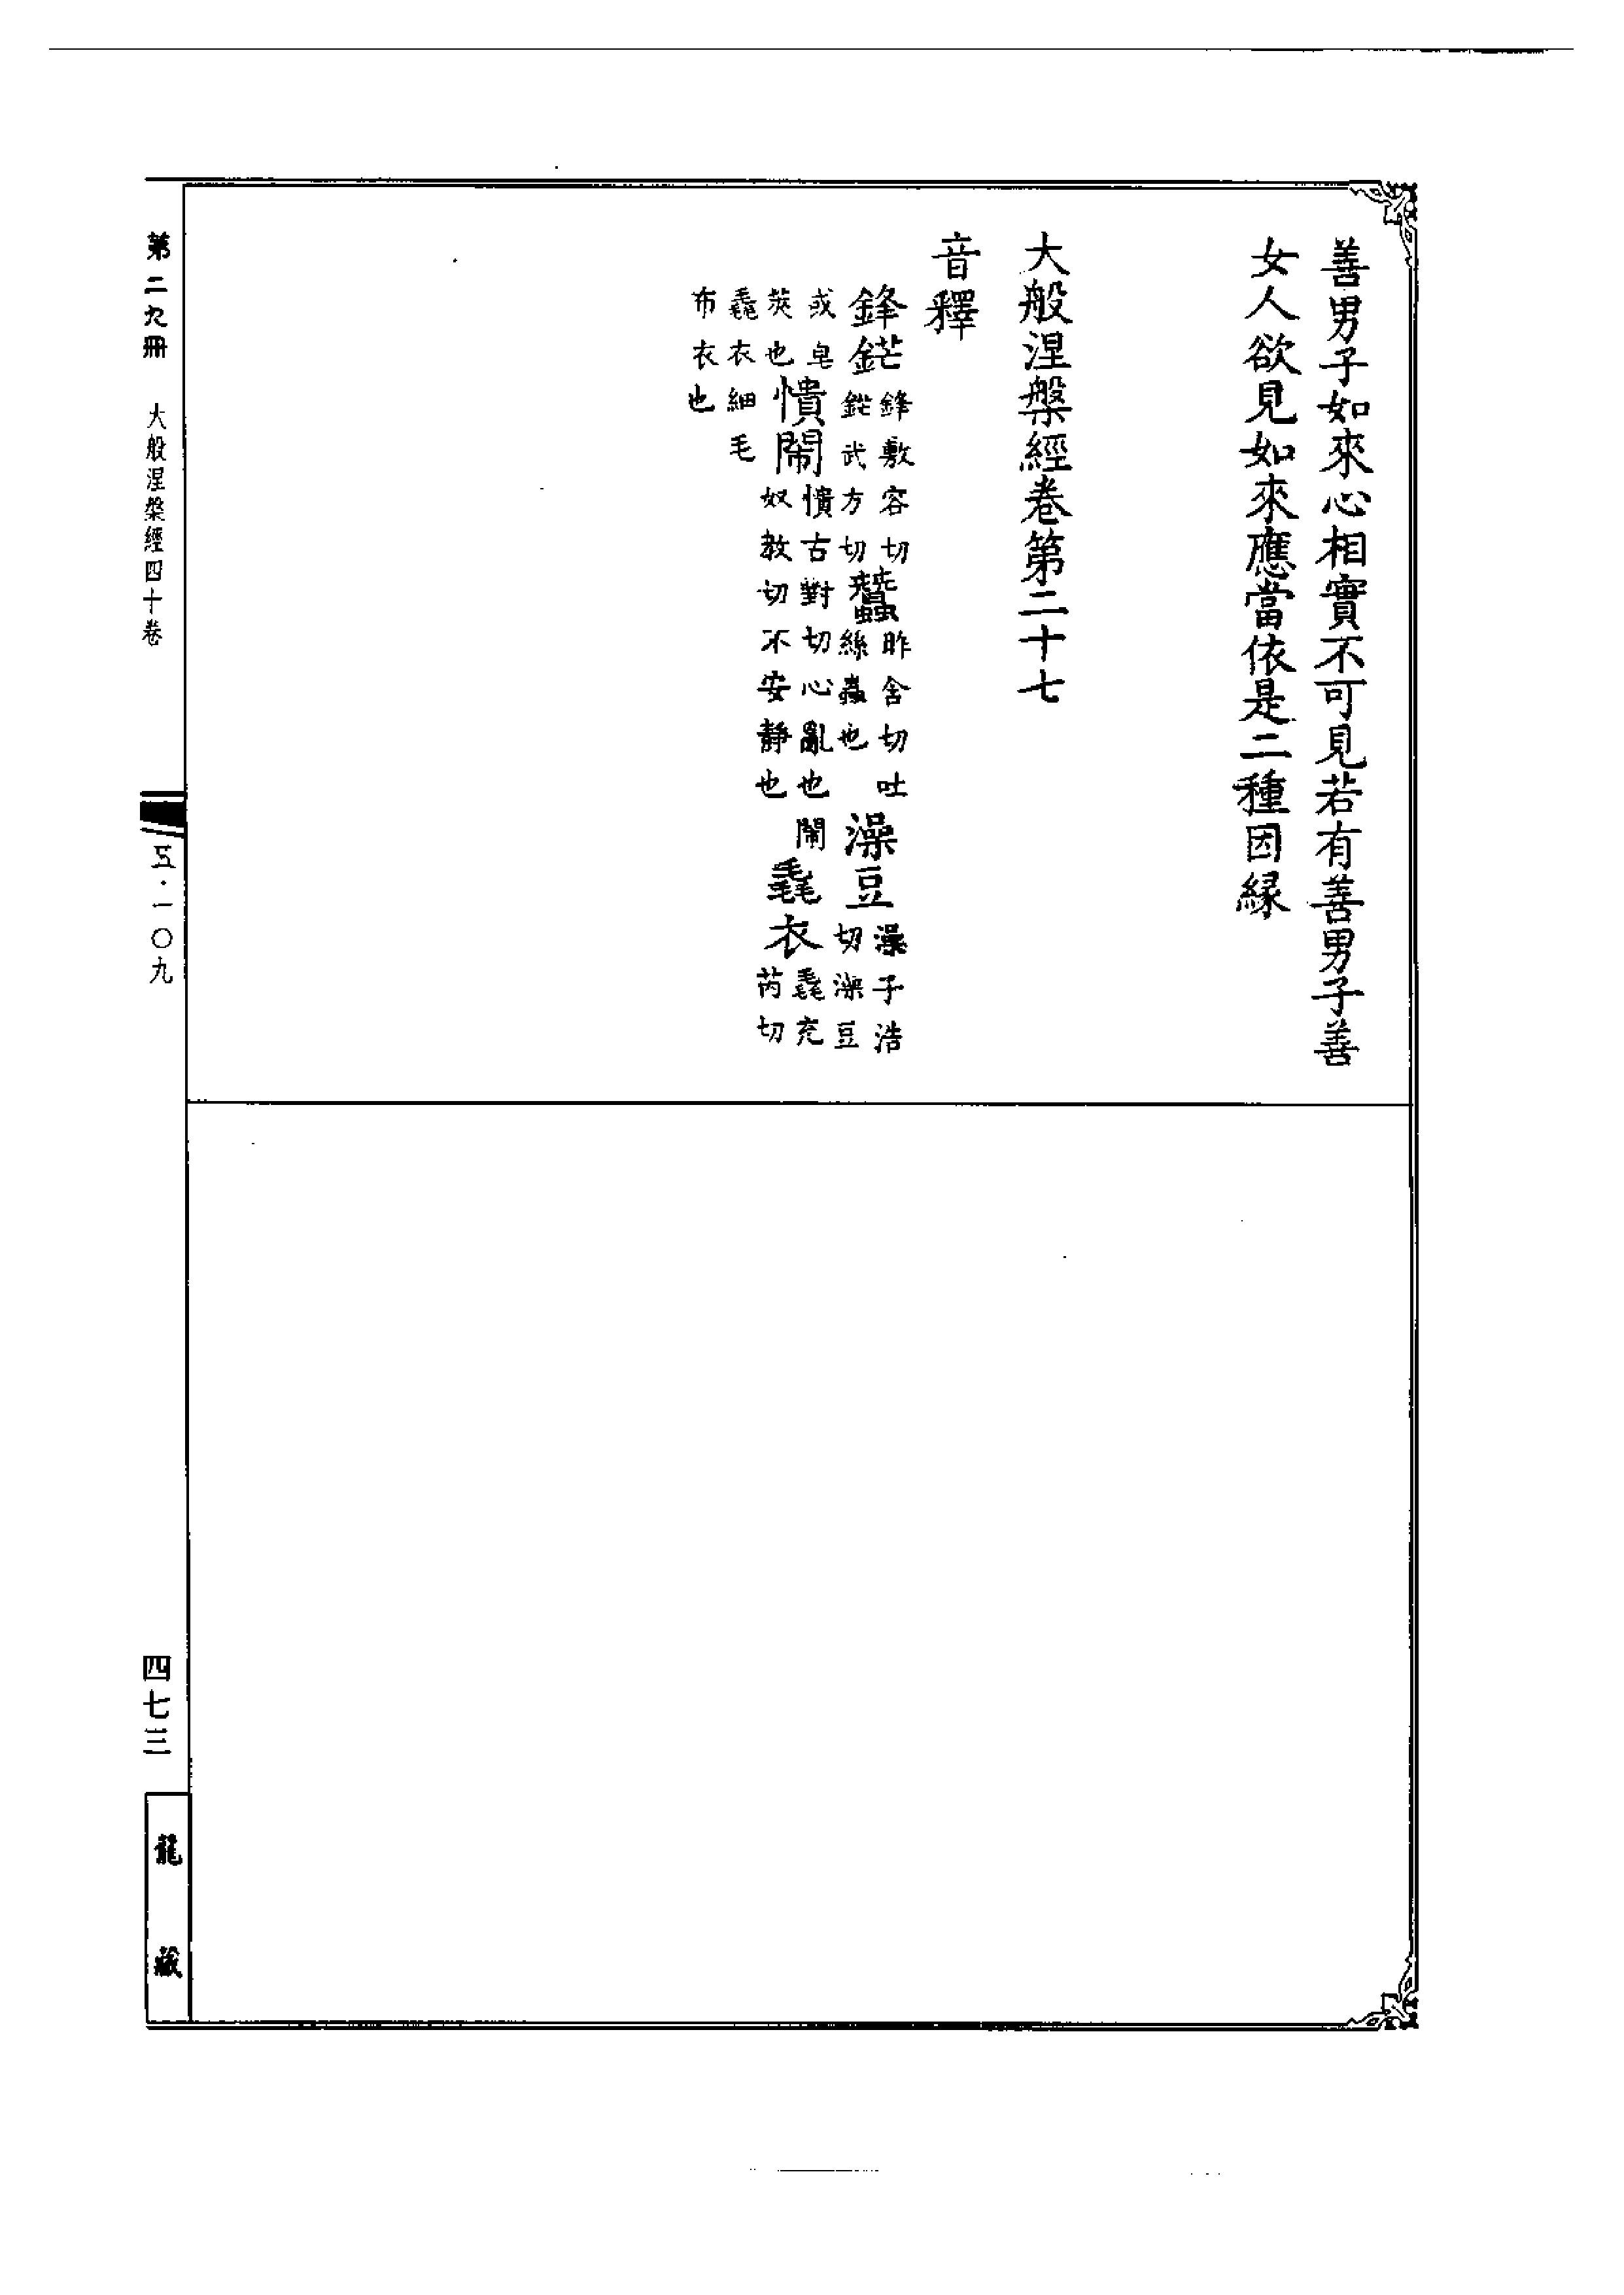 善男子如來心相實不可見若有善男子善
女人欲見如來應當依是二種因縁
大般涅槃經卷第二十七
音釋
鋒鋩鋒敷容切鋩武方切蠶昨含切吐絲蟲也澡豆澡子浩切澡豆
或皂莢也憒鬧憒古對切心亂也鬧奴教切不安靜也毳衣毳充芮切
毳衣細毛布衣也
第二九冊 大般涅槃經四十卷
五·一〇九
四七三
龍藏